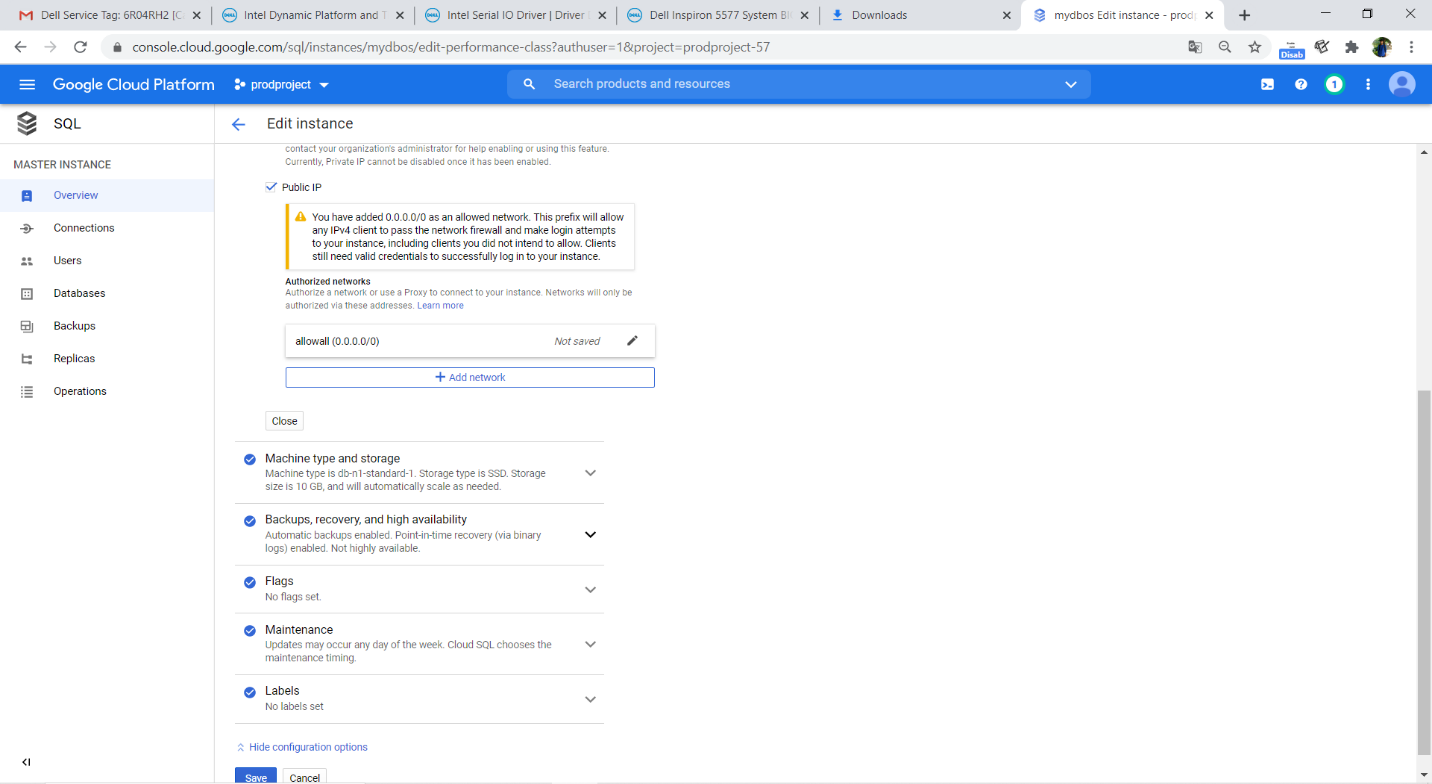 Dell Service Tag: 6R04RH2 [C
Intel Dynamic Platform and T
Intel Serial IO Driver | Driver
Dell Inspiron 5577 System BI
Downloads
mydbos Edit instance - prodp
console.cloud.google.com/sql/instances/mydbos/edit-performance-class?authuser=1&project=prodproject-57
Disab
Google Cloud Platform
prodproject
Search products and resources
1
SQL
Edit instance
MASTER INSTANCE
Overview
Connections
Users
Databases
Backups
Replicas
Operations
contact your organization's administrator for help enabling or using this feature.
Currently, Private IP cannot be disabled once it has been enabled.
Public IP
You have added 0.0.0.0/0 as an allowed network. This prefix will allow
any IPv4 client to pass the network firewall and make login attempts
to your instance, including clients you did not intend to allow. Clients
still need valid credentials to successfully log in to your instance.
Authorized networks
Authorize a network or use a Proxy to connect to your instance. Networks will only be
authorized via these addresses. Learn more
allowall (0.0.0.0/0) Not saved
Add network
Close
Machine type and storage
Machine type is db-n1-standard-1. Storage type is SSD. Storage
size is 10 GB, and will automatically scale as needed.
Backups, recovery, and high availability
Automatic backups enabled. Point-in-time recovery (via binary
logs) enabled. Not highly available.
Flags
No flags set.
Maintenance
Updates may occur any day of the week. Cloud SQL chooses the
maintenance timing.
Labels
No labels set
Hide configuration options
Save Cancel